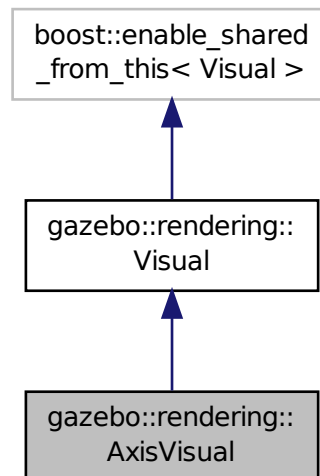 boost::enable_shared
_from_this< Visual >
gazebo::rendering::
Visual
gazebo::rendering::
AxisVisual